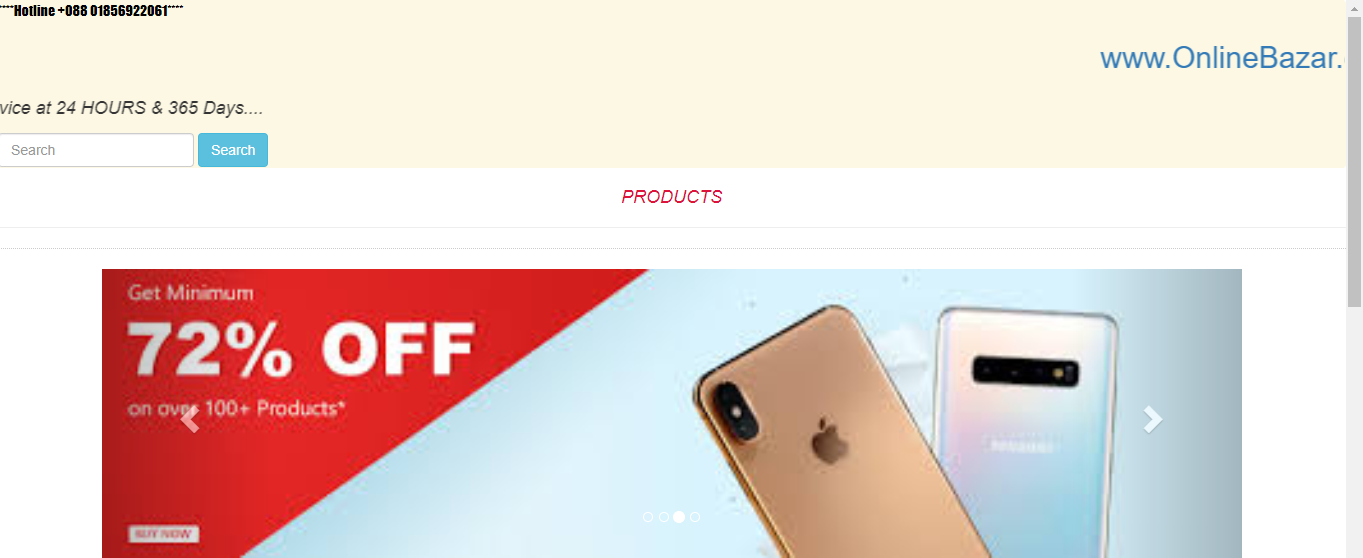 ****Hotline +088 01856922061****
www.OnlineBazar.
vice at 24 HOURS & 365 Days....
Search
Search
PRODUCTS
Get Minimum
72% OFF
on over 100+ Products*
BUY NOW
SAMSUNG